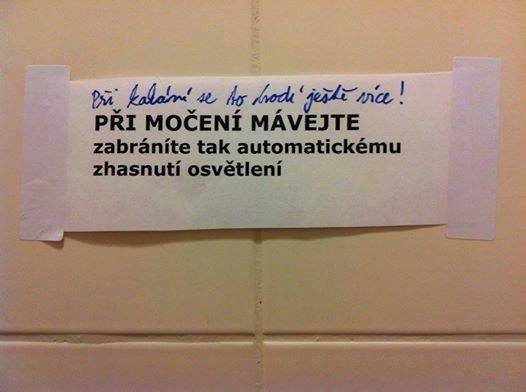 Při kakání se to hodí ještě více!
PŘI MOČENÍ MÁVEJTE
zabráníte tak automatickému
zhasnutí osvětlení